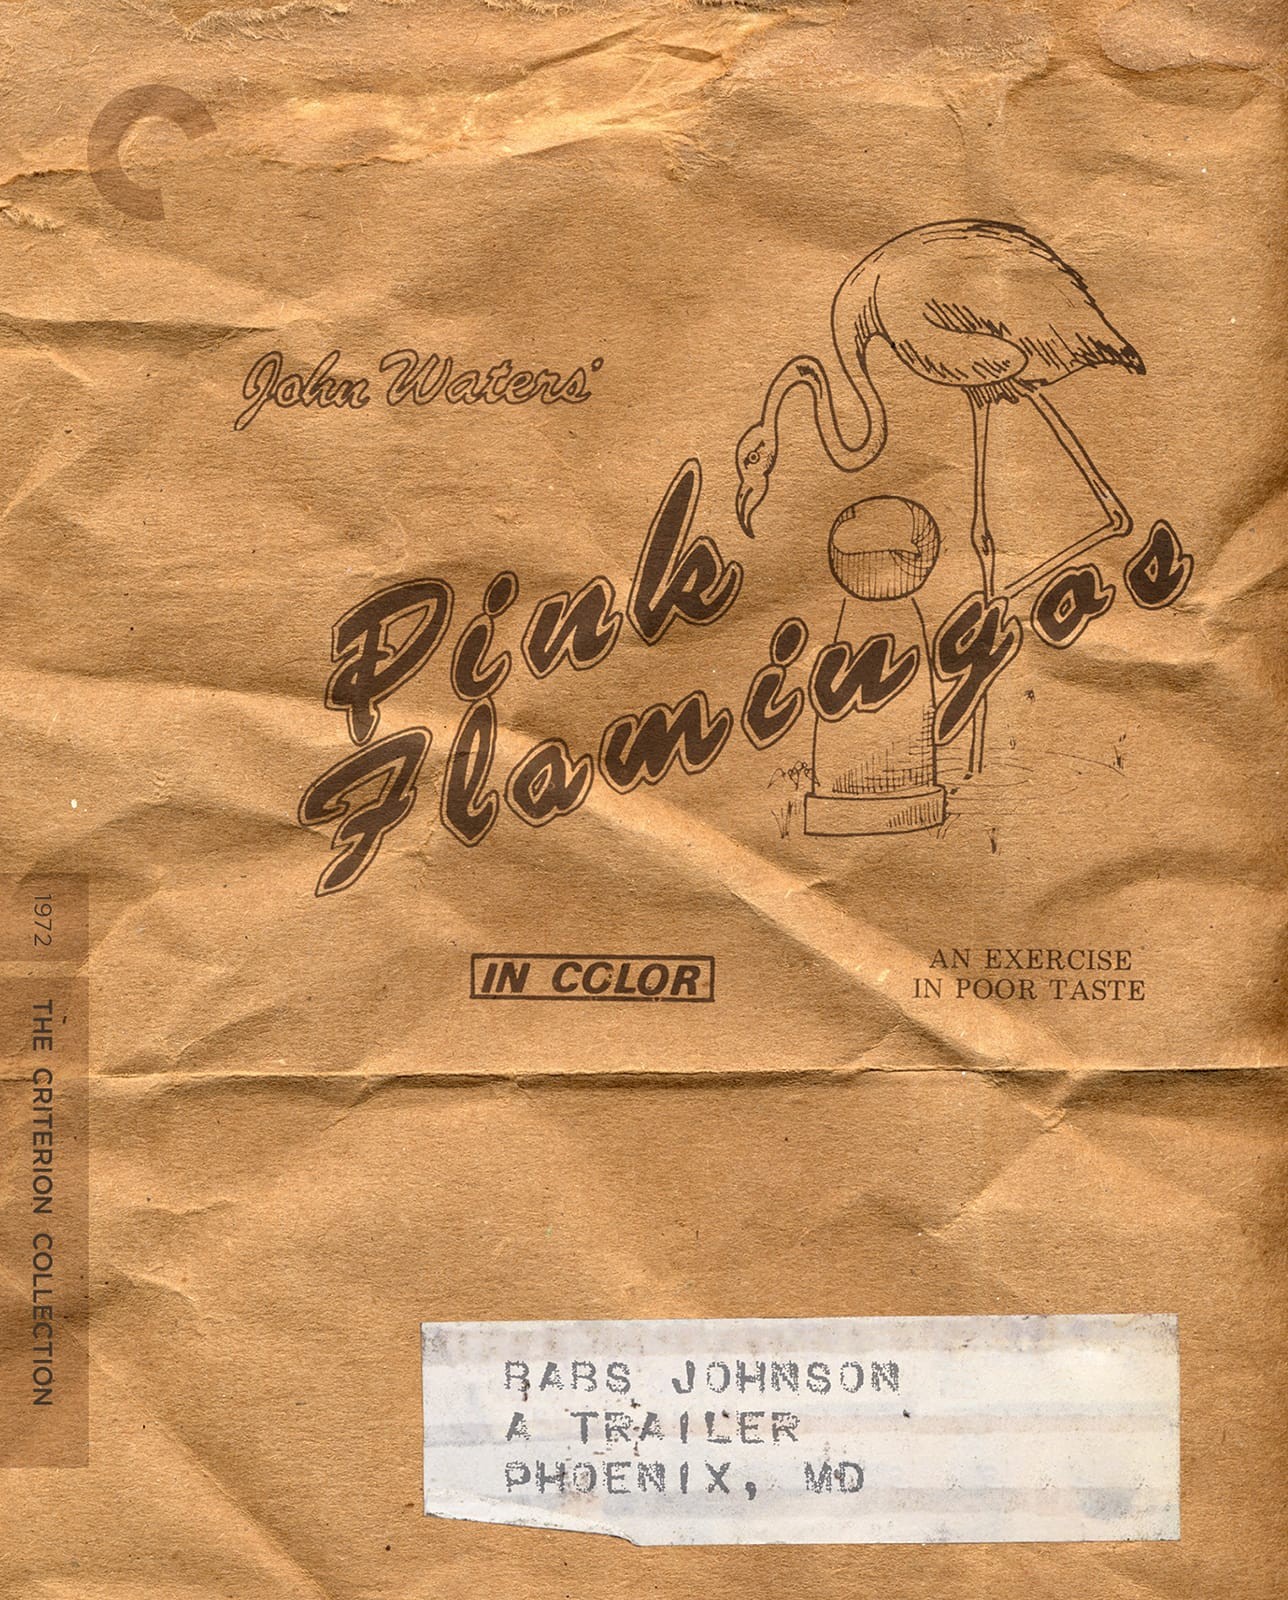 John Waters'
Pink
Flamingos
IN COLOR
AN EXERCISE
IN POOR TASTE
1972
THE CRITERION COLLECTION
BABS JOHNSON
A TRAILER
PHOENIX, MD